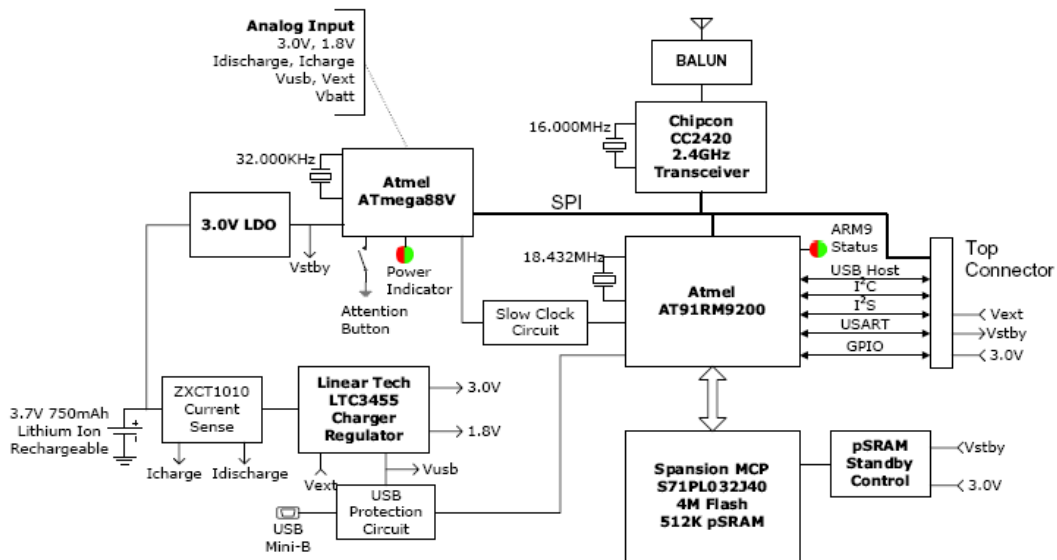 Analog Input
3.0V, 1.8V
Idischarge, Icharge
Vusb, Vext
Vbatt
BALUN
16.000MHz
Chipcon
CC2420
2.4GHz
Transceiver
32.000KHz
Atmel
ATmega88V
SPI
3.0V LDO
Vstby
Power
Indicator
Attention
Button
18.432MHz
Atmel
AT91RM9200
ARM9
Status
Top
Connector
USB Host
I²C
I²S
USART
GPIO
Vext
Vstby
3.0V
Slow Clock
Circuit
3.7V 750mAh
Lithium Ion
Rechargeable
ZXCT1010
Current
Sense
Icharge
Idischarge
Linear Tech
LTC3455
Charger
Regulator
3.0V
1.8V
Vext
Vusb
USB
Protection
Circuit
USB
Mini-B
Spansion MCP
S71PL032J40
4M Flash
512K pSRAM
pSRAM
Standby
Control
Vstby
3.0V